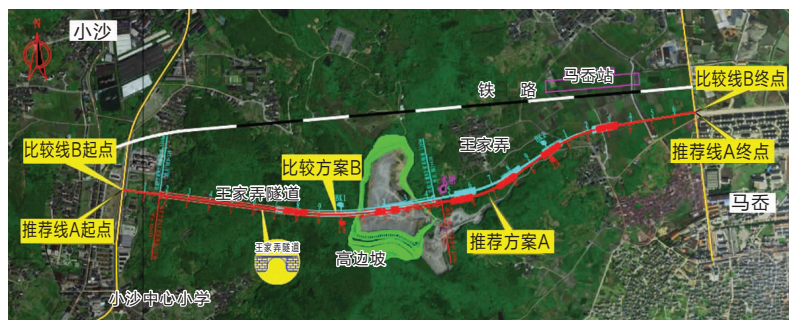 N
小沙
马岙站
铁 路
比较线B终点
比较线B起点
王家弄
比较方案B
王家弄隧道
推荐线A终点
马岙
推荐线A起点
推荐方案A
王家弄隧道
高边坡
小沙中心小学